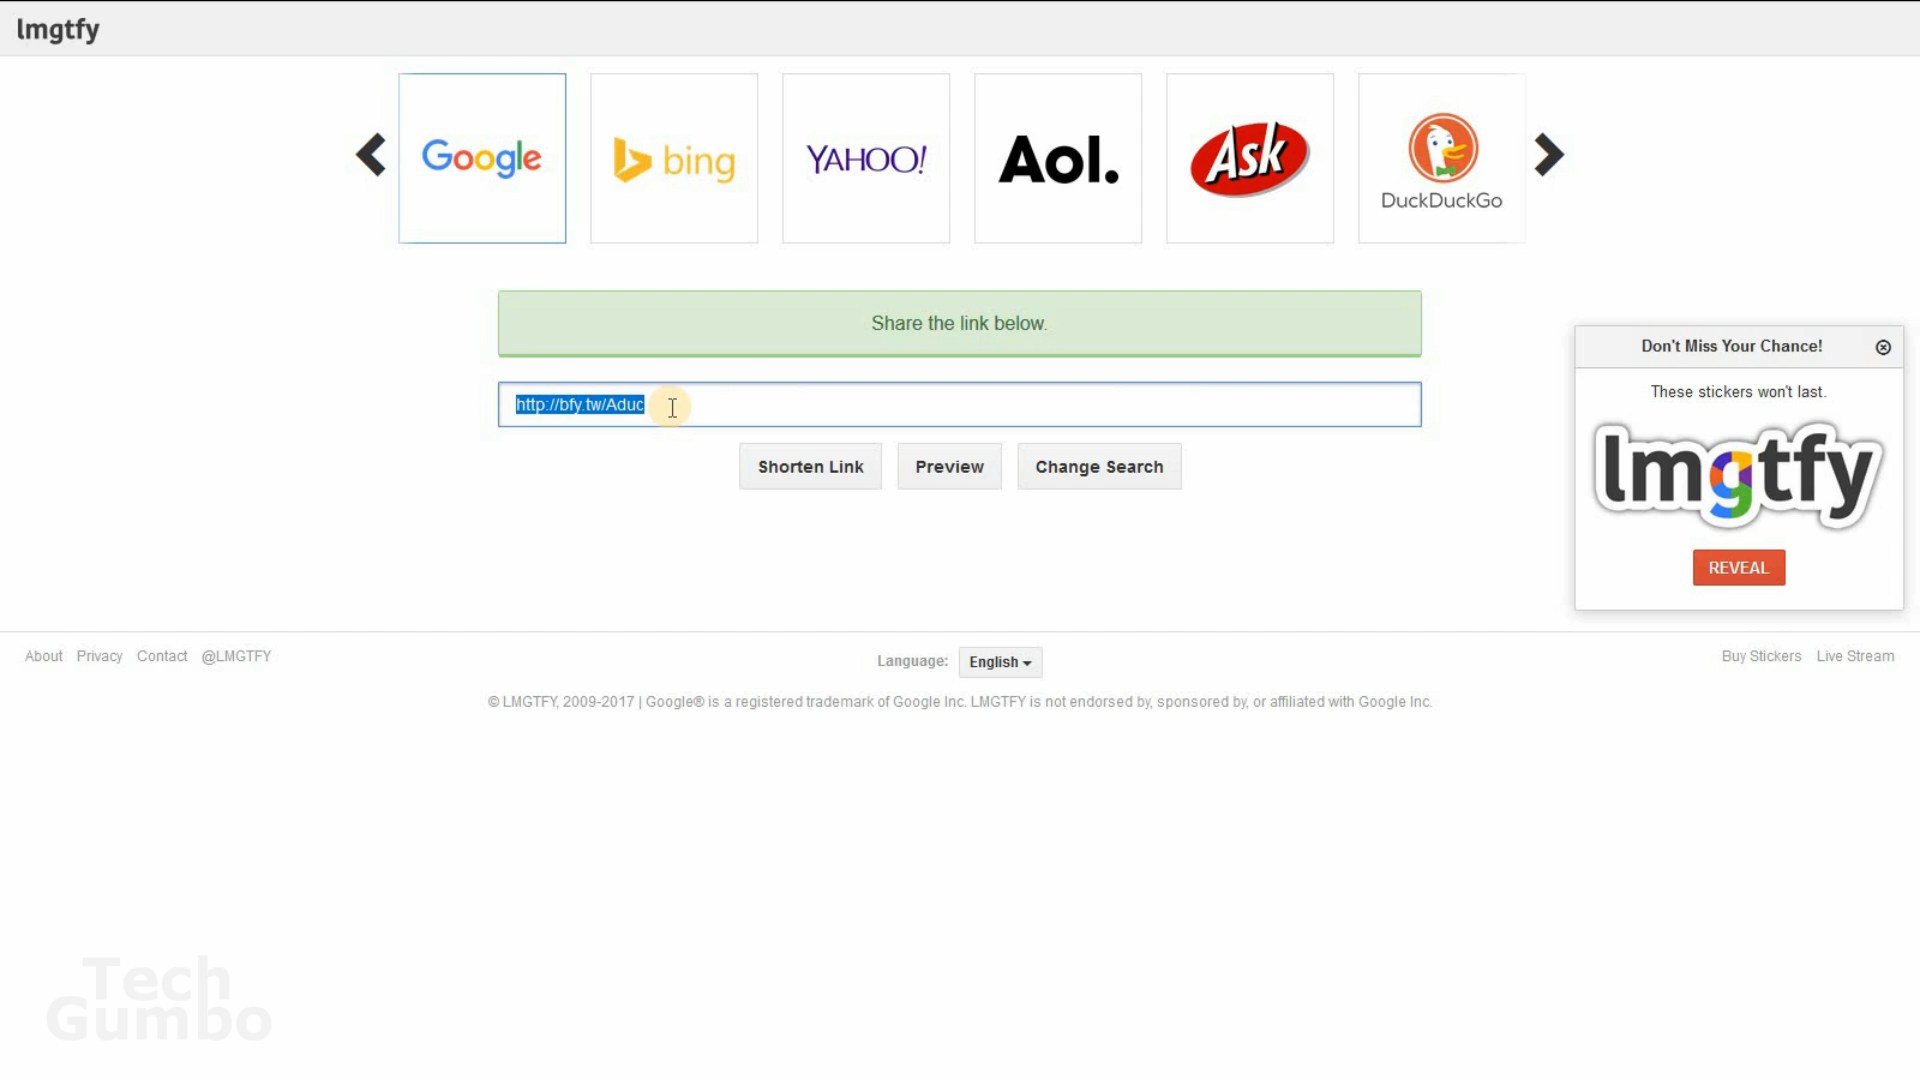 lmgtfy
Google
bing
YAHOO!
Aol.
Ask
DuckDuckGo
Share the link below.
http://bfy.tw/Aduc
Shorten Link
Preview
Change Search
Don't Miss Your Chance!
These stickers won't last.
lmgtfy
REVEAL
About Privacy Contact @LMGTFY
Language: English
Buy Stickers Live Stream
© LMGTFY, 2009-2017 | Google® is a registered trademark of Google Inc. LMGTFY is not endorsed by, sponsored by, or affiliated with Google Inc.
Tech
Gumbo